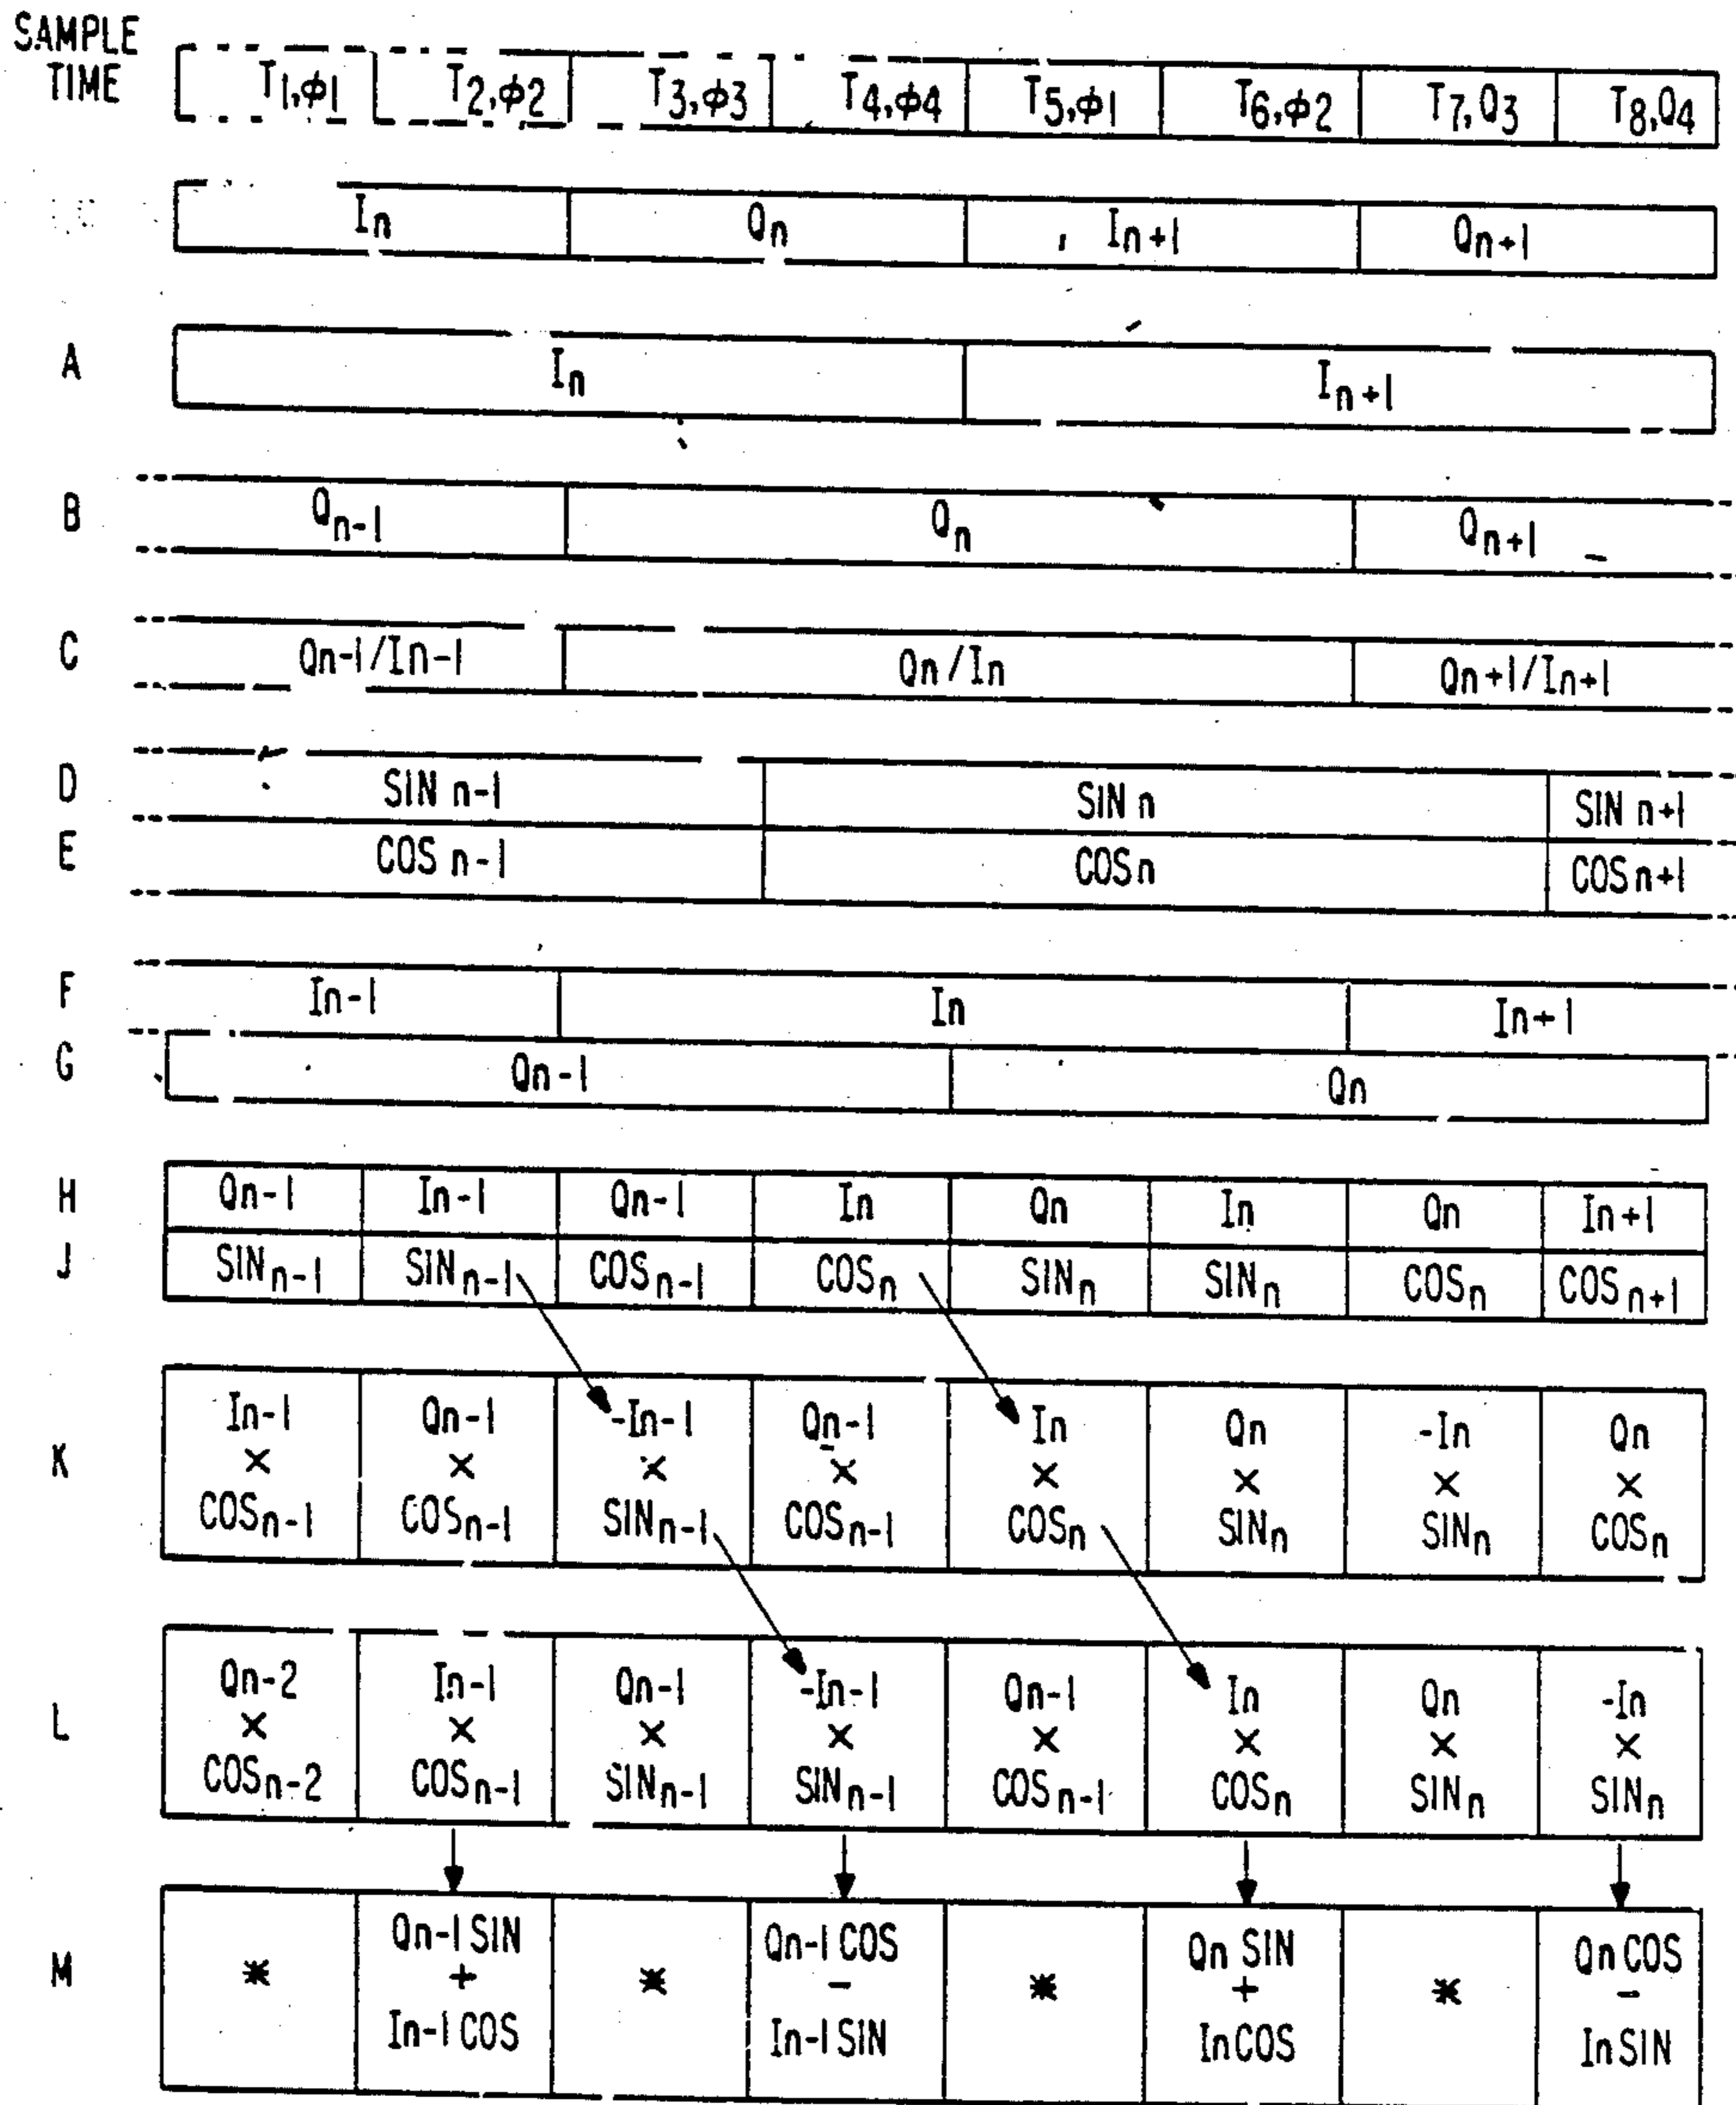 SAMPLE
TIME
T1,φ1 T2,φ2 T3,φ3 T4,φ4 T5,φ1 T6,φ2 T7,Q3 T8,Q4
In Qn In+1 Qn+1
A In In+1
B Qn-1 Qn Qn+1
C Qn-1/In-1 Qn/In Qn+1/In+1
D SIN n-1 SIN n SIN n+1
E COS n-1 COS n COS n+1
F In-1 In In+1
G Qn-1 Qn
H Qn-1 In-1 Qn-1 In Qn In Qn In+1
J SINn-1 SINn-1 COSn-1 COSn SINn SINn COSn COSn+1
In-1 Qn-1 -In-1 Qn-1 In Qn -In Qn
K × × × × × × × ×
COSn-1 COSn-1 SINn-1 COSn-1 COSn SINn SINn COSn
Qn-2 In-1 Qn-1 -In-1 Qn-1 In Qn -In
L × × × × × × × ×
COSn-2 COSn-1 SINn-1 SINn-1 COSn-1 COSn SINn SINn
Qn-1 SIN Qn-1 COS Qn SIN Qn COS
M * + * - * + * -
In-1 COS In-1 SIN In COS In SIN